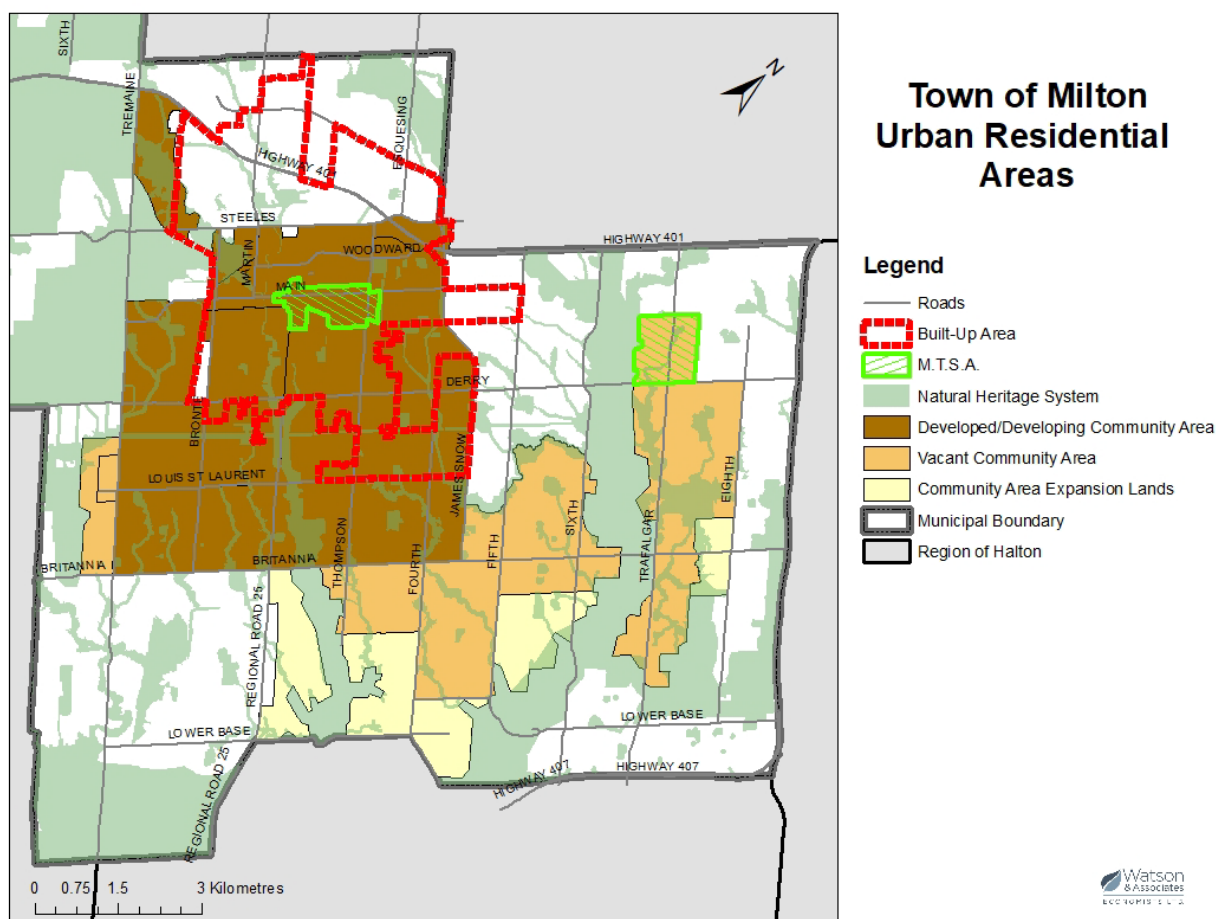 Town of Milton
Urban Residential
Areas
Legend
Roads
Built-Up Area
M.T.S.A.
Natural Heritage System
Developed/Developing Community Area
Vacant Community Area
Community Area Expansion Lands
Municipal Boundary
Region of Halton
N
SIXTH
TREMAINE
ESQUESING
HIGHWAY 401
STEELES
MARTIN
WOODWARD
HIGHWAY 401
MAIN
DERRY
BRONTE
LOUIS ST LAURENT
JAMES SNOW
SIXTH
EIGHTH
TRAFALGAR
THOMPSON
FOURTH
FIFTH
BRITANNIA
BRITANNIA
REGIONAL ROAD 25
LOWER BASE
LOWER BASE
REGIONAL ROAD 25
HIGHWAY 407
HIGHWAY 407
0 0.75 1.5 3 Kilometres
Watson
& Associates
ECONOMISTS LTD.